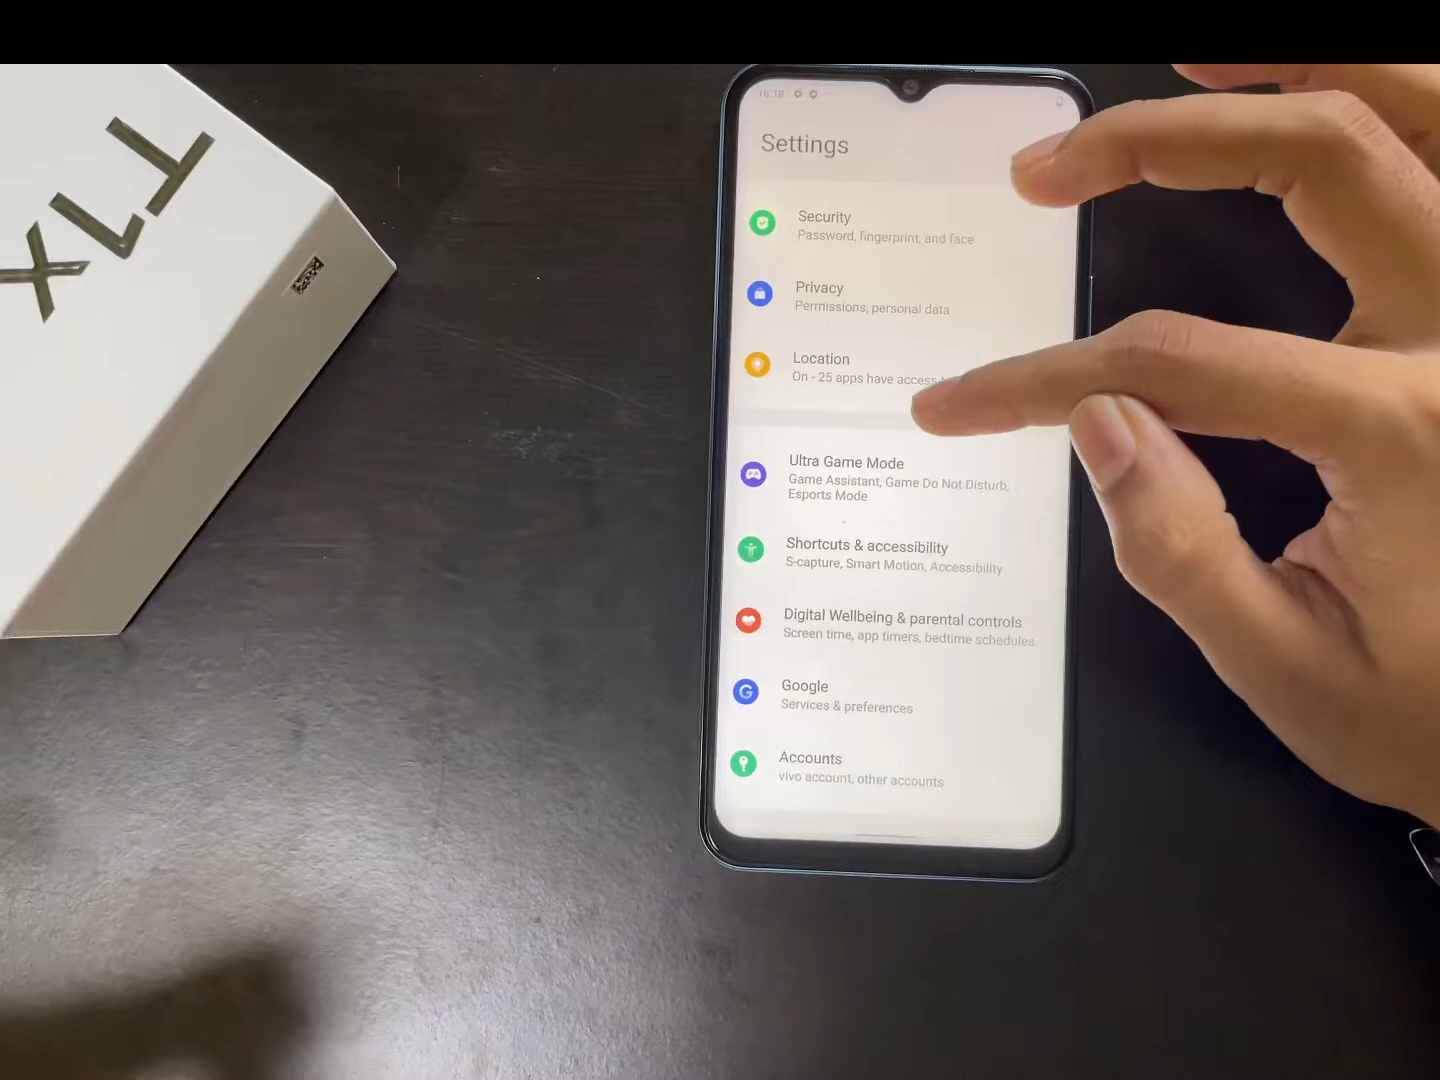 16:18
Settings
Security
Password, fingerprint, and face
Privacy
Permissions, personal data
Location
On - 25 apps have access
Ultra Game Mode
Game Assistant, Game Do Not Disturb,
Esports Mode
Shortcuts & accessibility
S-capture, Smart Motion, Accessibility
Digital Wellbeing & parental controls
Screen time, app timers, bedtime schedules
Google
Services & preferences
Accounts
vivo account, other accounts